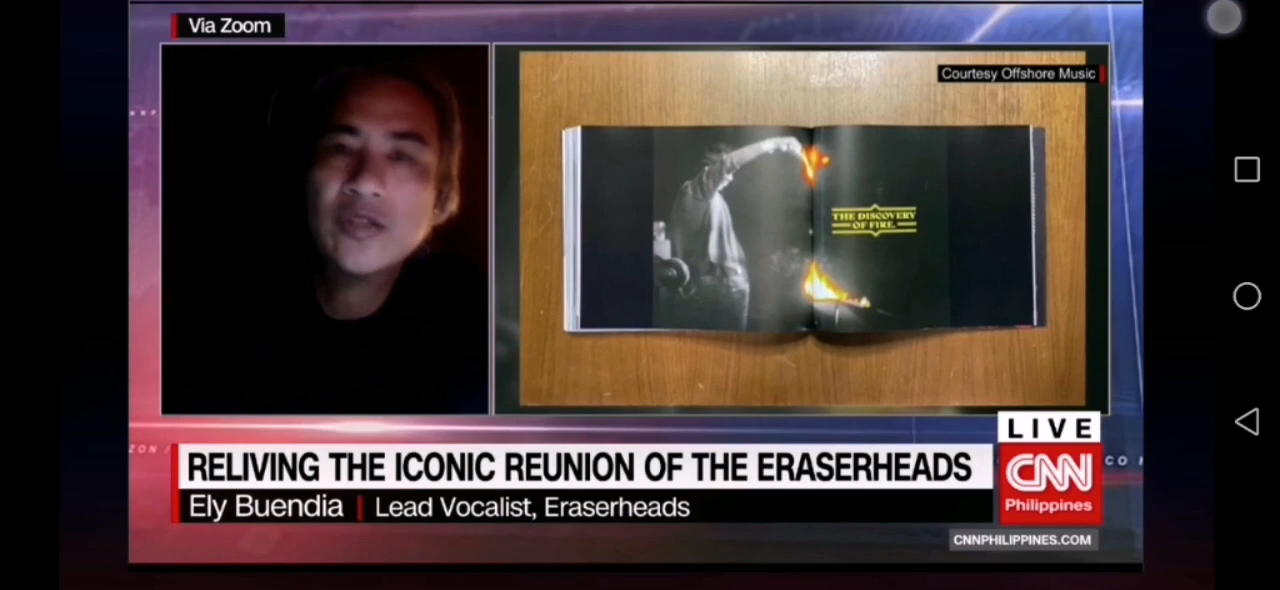 Via Zoom
Courtesy Offshore Music
THE DISCOVERY
OF FIRE.
LIVE
RELIVING THE ICONIC REUNION OF THE ERASERHEADS
CNN
Philippines
Ely Buendia | Lead Vocalist, Eraserheads
CNNPHILIPPINES.COM